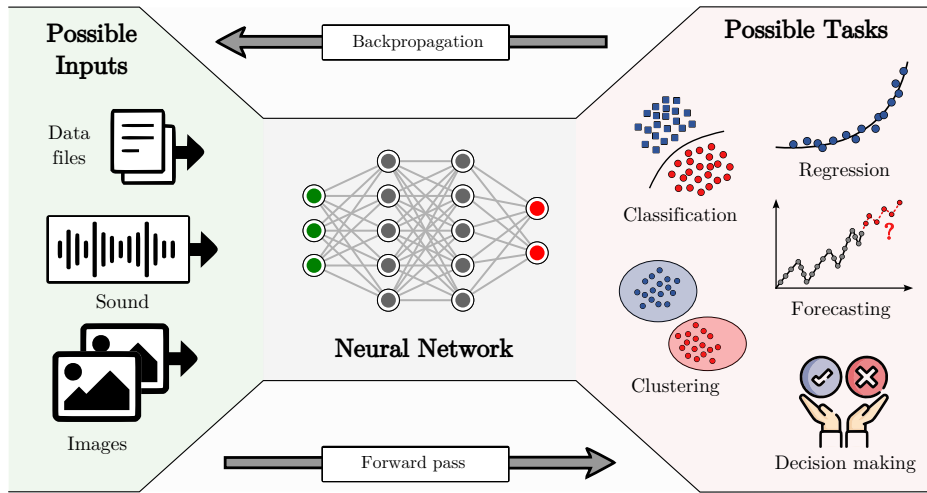 Possible
Inputs
Backpropagation
Possible Tasks
Data
files
Sound
Images
Neural Network
Classification
Regression
?
Forecasting
Clustering
Decision making
Forward pass